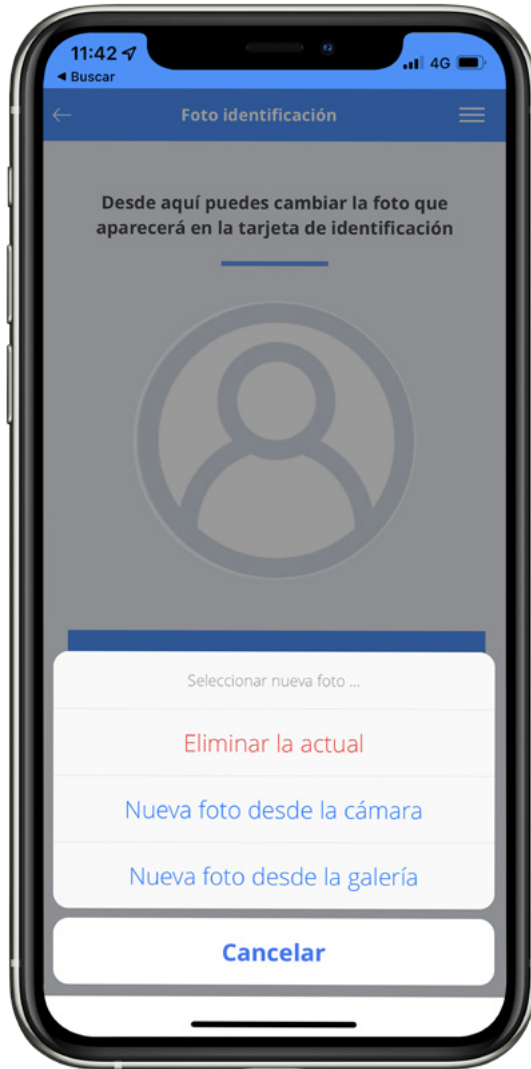 11:42
4G
◀ Buscar
Foto identificación
Desde aquí puedes cambiar la foto que
aparecerá en la tarjeta de identificación
Seleccionar nueva foto ...
Eliminar la actual
Nueva foto desde la cámara
Nueva foto desde la galería
Cancelar